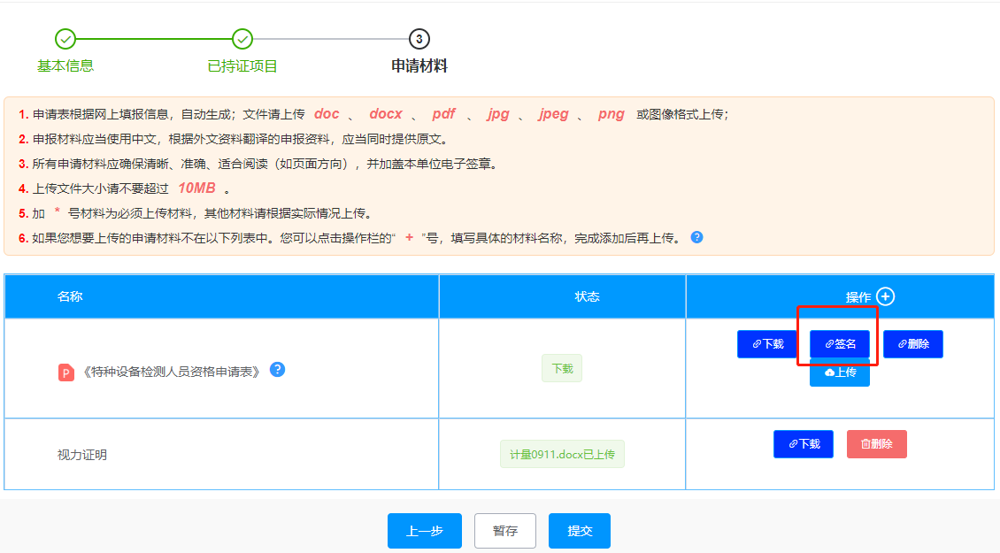 3
基本信息 已持证项目 申请材料
1. 申请表根据网上填报信息，自动生成；文件请上传 doc 、 docx 、 pdf 、 jpg 、 jpeg 、 png 或图像格式上传；
2. 申报材料应当使用中文，根据外文资料翻译的申报资料，应当同时提供原文。
3. 所有申请材料应确保清晰、准确、适合阅读（如页面方向），并加盖本单位电子签章。
4. 上传文件大小请不要超过 10MB 。
5. 加 * 号材料为必须上传材料，其他材料请根据实际情况上传。
6. 如果您想要上传的申请材料不在以下列表中。您可以点击操作栏的“ + ”号，填写具体的材料名称，完成添加后再上传。 ?
名称 状态 操作 +
下载 签名 删除
P 《特种设备检测人员资格申请表》 ? 下载
上传
下载 删除
视力证明 计量0911.docx已上传
上一步 暂存 提交